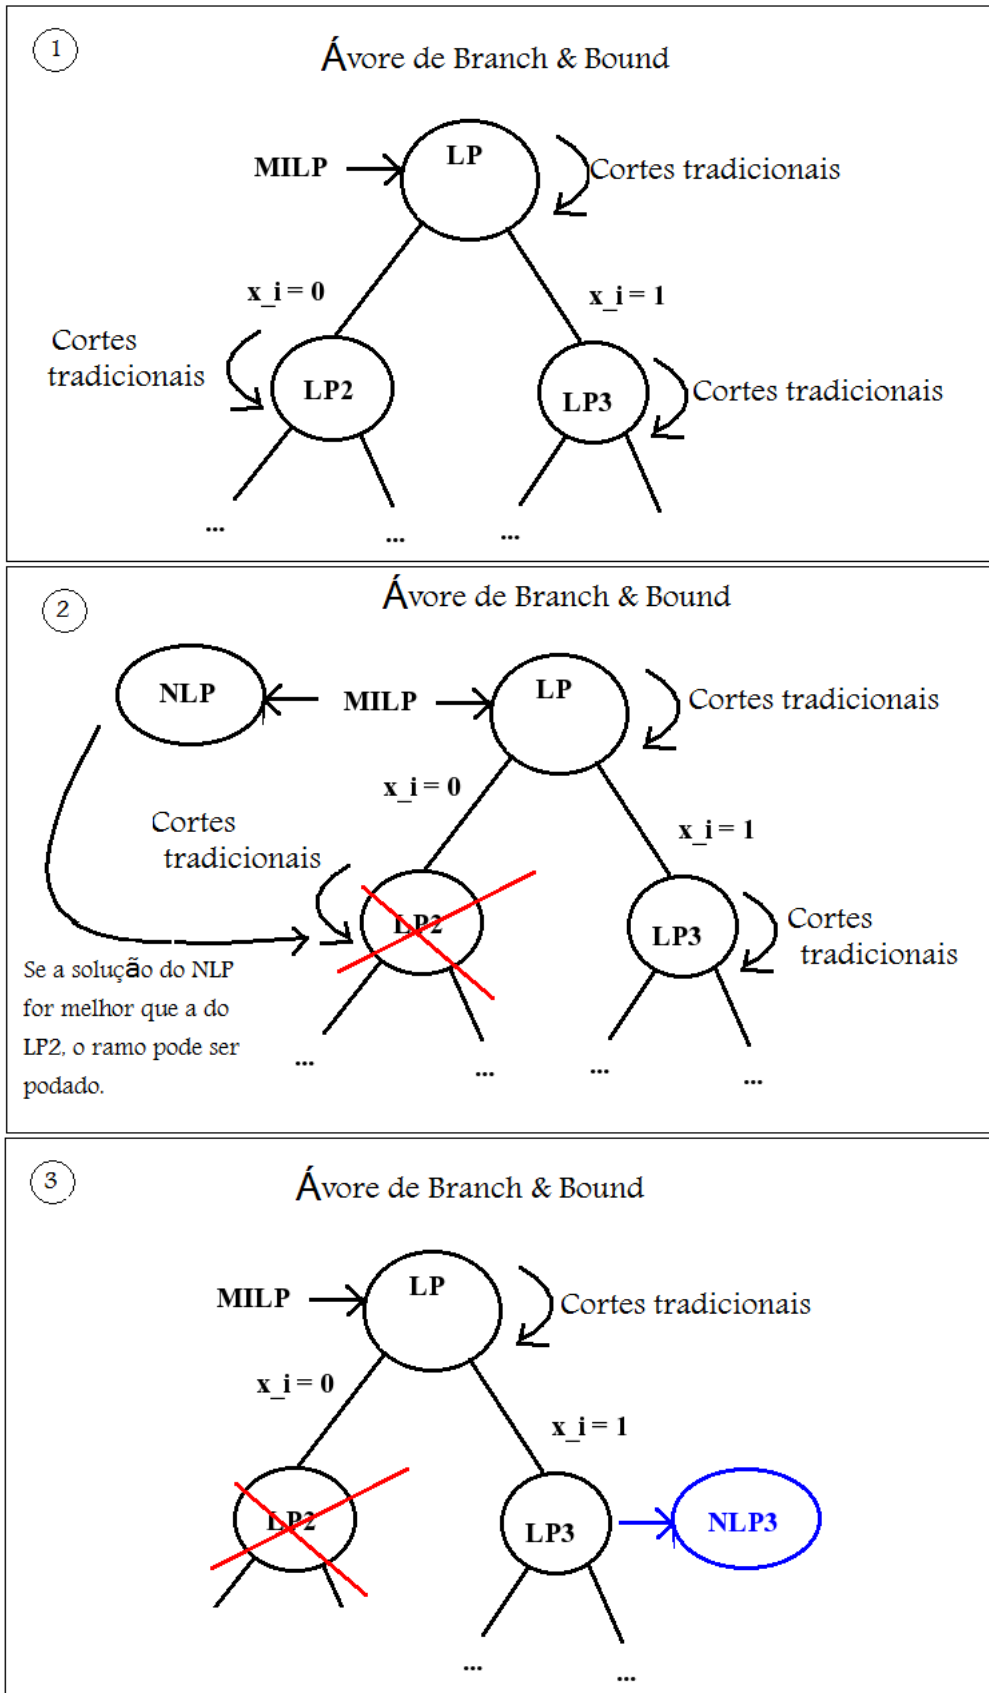 1
Ávore de Branch & Bound
LP
MILP
Cortes tradicionais
x_i = 0
x_i = 1
Cortes
tradicionais
LP2
LP3
Cortes tradicionais
...
...
...
2
Ávore de Branch & Bound
NLP
MILP
LP
Cortes tradicionais
x_i = 0
x_i = 1
Cortes
tradicionais
LP2
LP3
Cortes
tradicionais
Se a solução do NLP
for melhor que a do
LP2, o ramo pode ser
podado.
...
...
...
...
3
Ávore de Branch & Bound
LP
MILP
Cortes tradicionais
x_i = 0
x_i = 1
LP2
LP3
NLP3
...
...